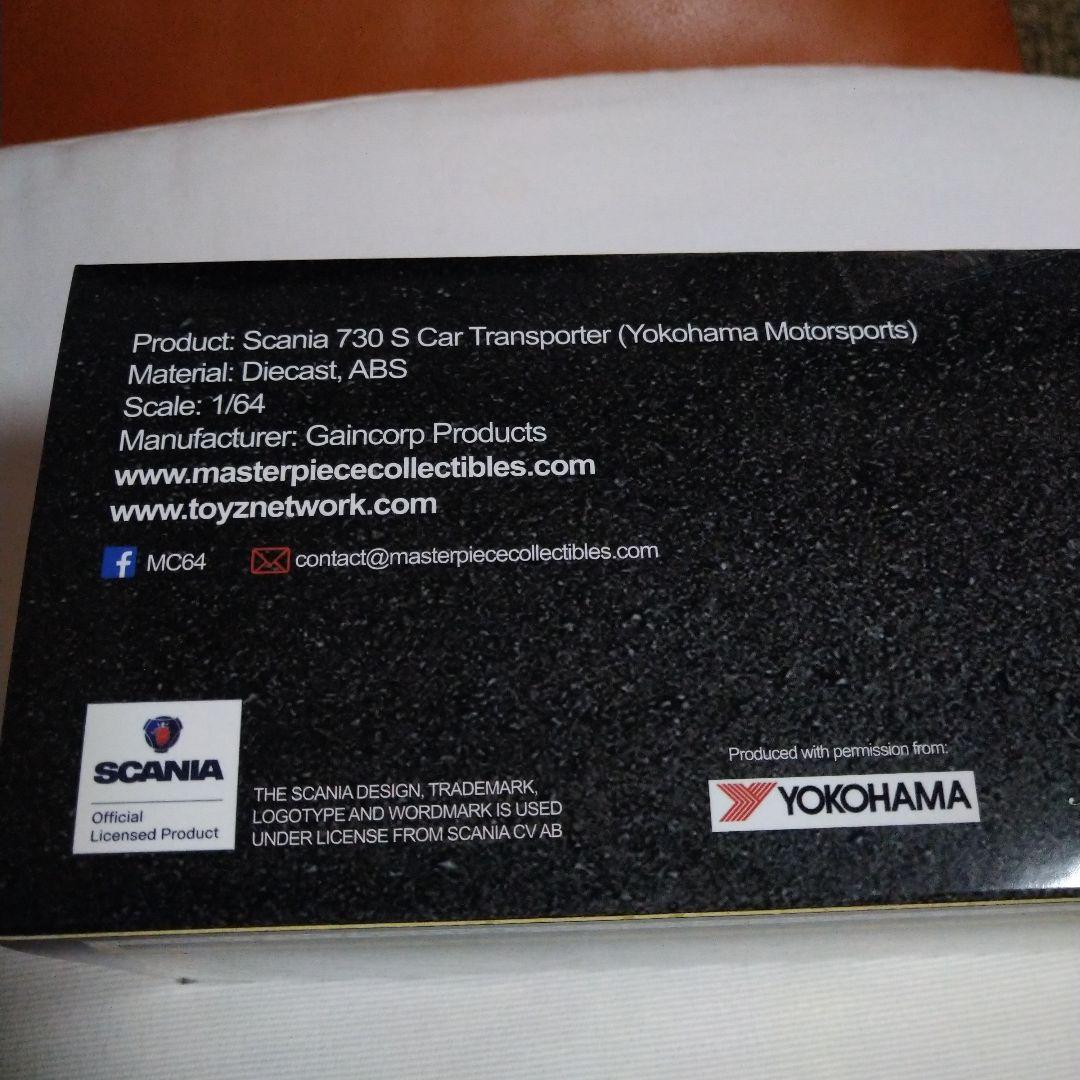 Product: Scania 730 S Car Transporter (Yokohama Motorsports)
Material: Diecast, ABS
Scale: 1/64
Manufacturer: Gaincorp Products
www.masterpiececollectibles.com
www.toyznetwork.com
f MC64 contact@masterpiececollectibles.com
SCANIA
Official
Licensed Product
THE SCANIA DESIGN, TRADEMARK,
LOGOTYPE AND WORDMARK IS USED
UNDER LICENSE FROM SCANIA CV AB
Produced with permission from:
YOKOHAMA